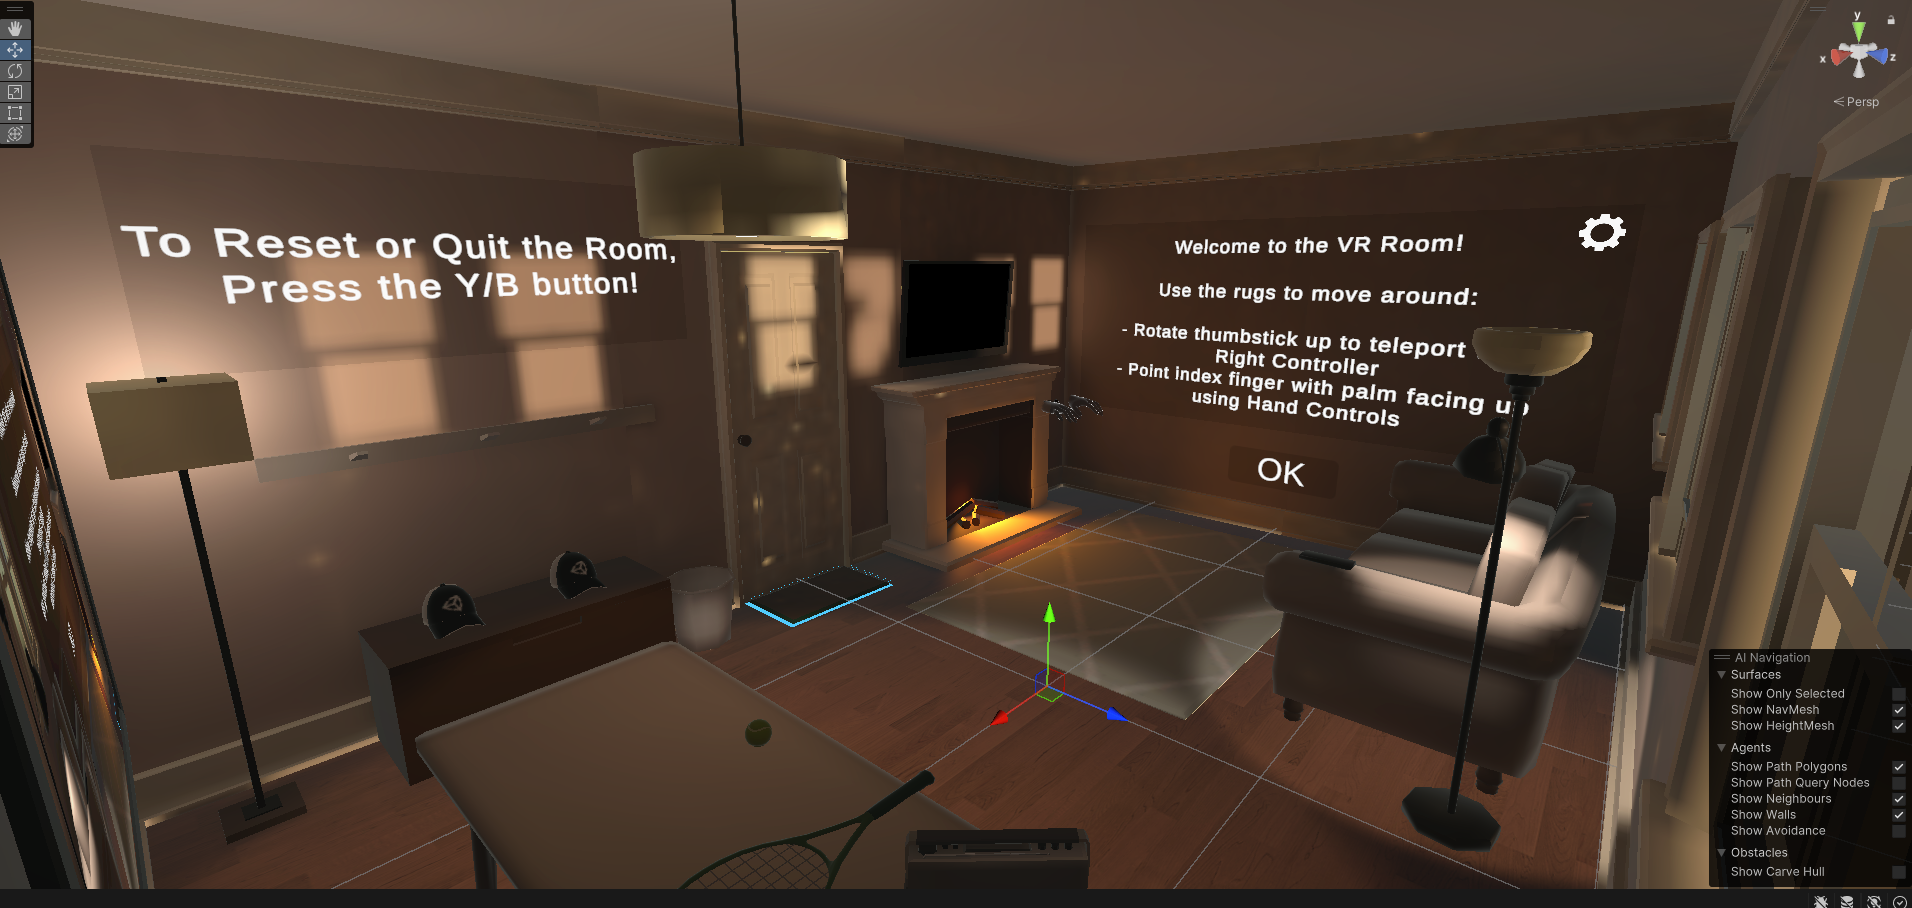 y
x
z
Persp
To Reset or Quit the Room,
Press the Y/B button!
Welcome to the VR Room!
Use the rugs to move around:
- Rotate thumbstick up to teleport
Right Controller
- Point index finger with palm facing up
using Hand Controls
OK
AI Navigation
Surfaces
Show Only Selected
Show NavMesh
Show HeightMesh
Agents
Show Path Polygons
Show Path Query Nodes
Show Neighbours
Show Walls
Show Avoidance
Obstacles
Show Carve Hull